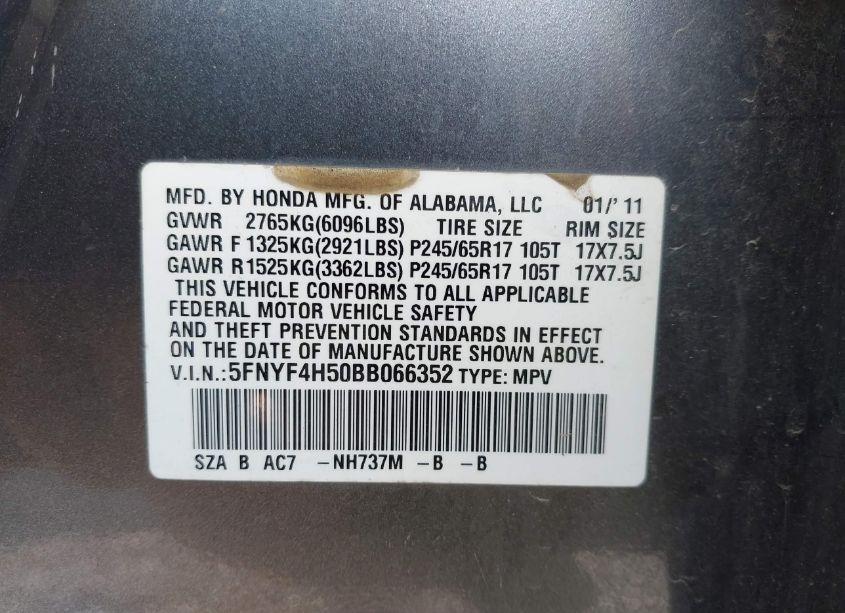 MFD. BY HONDA MFG. OF ALABAMA, LLC 01/' 11
GVWR 2765KG(6096LBS) TIRE SIZE RIM SIZE
GAWR F 1325KG(2921LBS) P245/65R17 105T 17X7.5J
GAWR R1525KG(3362LBS) P245/65R17 105T 17X7.5J
THIS VEHICLE CONFORMS TO ALL APPLICABLE
FEDERAL MOTOR VEHICLE SAFETY
AND THEFT PREVENTION STANDARDS IN EFFECT
ON THE DATE OF MANUFACTURE SHOWN ABOVE.
V.I.N.:5FNYF4H50BB066352 TYPE: MPV
SZA B AC7 -NH737M -B -B